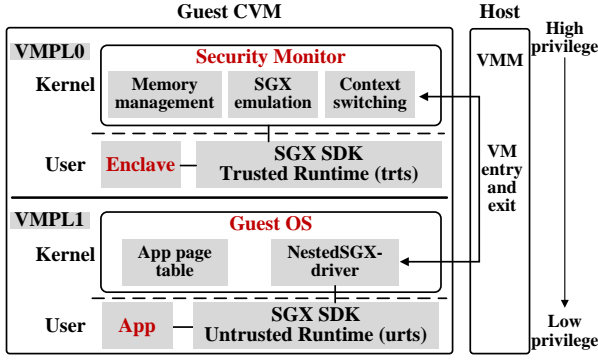 Guest CVM
Host
VMPL0
Security Monitor
Kernel
Memory
management
SGX
emulation
Context
switching
User
Enclave
SGX SDK
Trusted Runtime (trts)
VMPL1
Guest OS
Kernel
App page
table
NestedSGX-
driver
User
App
SGX SDK
Untrusted Runtime (urts)
VMM
VM
entry
and
exit
High
privilege
Low
privilege